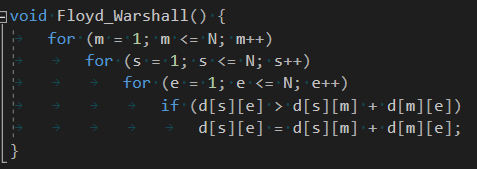 void Floyd_Warshall() {
for (m = 1; m <= N; m++)
for (s = 1; s <= N; s++)
for (e = 1; e <= N; e++)
if (d[s][e] > d[s][m] + d[m][e])
d[s][e] = d[s][m] + d[m][e];
}